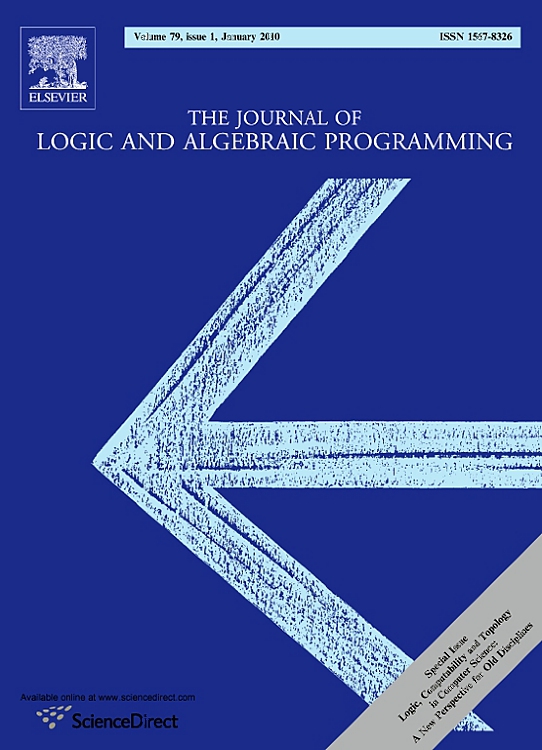 Volume 79, issue 1, January 2010 ISSN 1567-8326
ELSEVIER
THE JOURNAL OF
LOGIC AND ALGEBRAIC PROGRAMMING
Special Issue
Logic, Computability and Topology
in Computer Science:
A New Perspective for Old Disciplines
Available online at www.sciencedirect.com
ScienceDirect